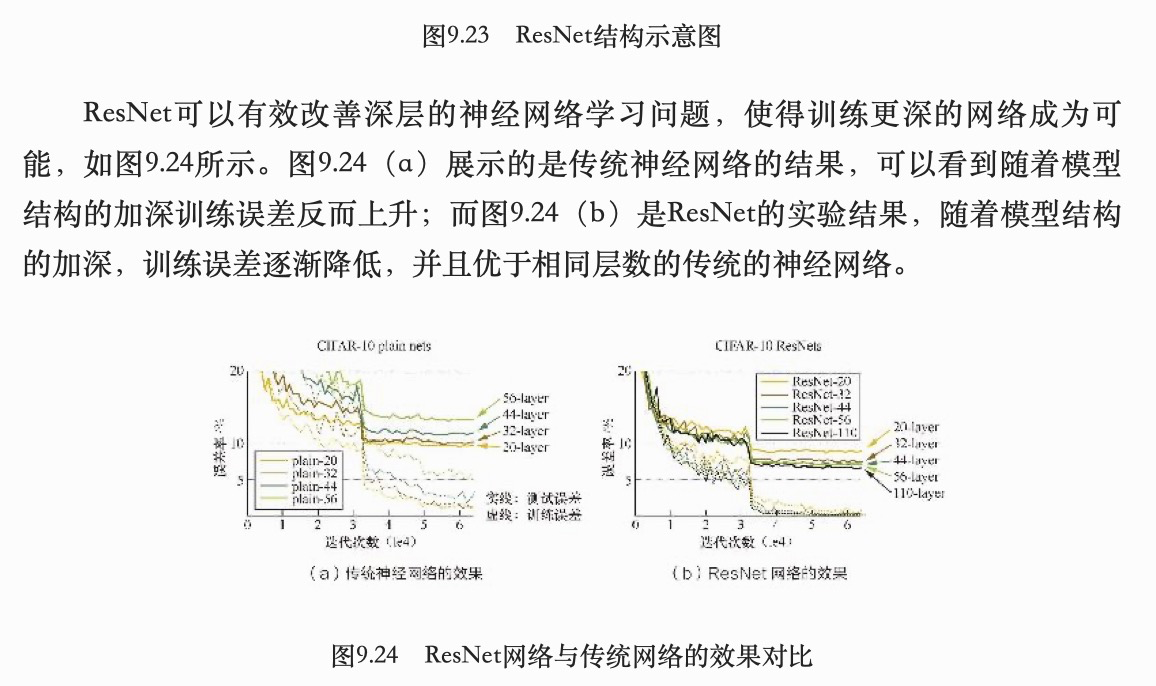 图9.23 ResNet结构示意图
ResNet可以有效改善深层的神经网络学习问题，使得训练更深的网络成为可
能，如图9.24所示。图9.24（a）展示的是传统神经网络的结果，可以看到随着模型
结构的加深训练误差反而上升；而图9.24（b）是ResNet的实验结果，随着模型结构
的加深，训练误差逐渐降低，并且优于相同层数的传统的神经网络。
CIFAR-10 plain nets
20
10
5
误差率/%
56-layer
44-layer
32-layer
20-layer
plain-20
plain-32
plain-44
plain-56
实线：测试误差
虚线：训练误差
0 1 2 3 4 5 6
迭代次数（1e4）
（a）传统神经网络的效果
CIFAR-10 ResNets
20
10
5
误差率/%
ResNet-20
ResNet-32
ResNet-44
ResNet-56
ResNet-110
20-layer
32-layer
44-layer
56-layer
110-layer
0 1 2 3 4 5 6
迭代次数（1e4）
（b）ResNet 网络的效果
图9.24 ResNet网络与传统网络的效果对比